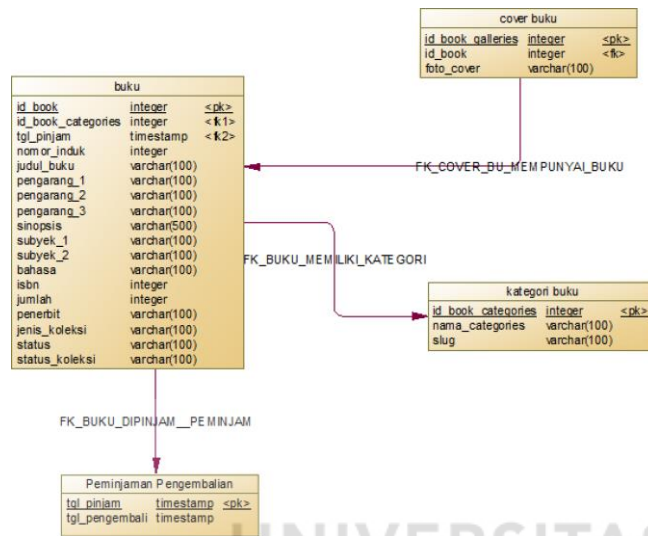 cover buku
id_book_galleries integer <pk>
id_book integer <fk>
foto_cover varchar(100)
buku
id_book integer <pk>
id_book_categories integer <fk1>
tgl_pinjam timestamp <fk2>
nomor_induk integer
judul_buku varchar(100)
pengarang_1 varchar(100)
pengarang_2 varchar(100)
pengarang_3 varchar(100)
sinopsis varchar(500)
subyek_1 varchar(100)
subyek_2 varchar(100)
bahasa varchar(100)
isbn integer
jumlah integer
penerbit varchar(100)
jenis_koleksi varchar(100)
status varchar(100)
status_koleksi varchar(100)
FK_COVER_BU_MEMPUNYAI_BUKU
FK_BUKU_MEMILIKI_KATEGORI
kategori buku
id_book_categories integer <pk>
nama_categories varchar(100)
slug varchar(100)
FK_BUKU_DIPINJAM__PEMINJAM
Peminjaman Pengembalian
tgl_pinjam timestamp <pk>
tgl_pengembali timestamp
UNIVERSITAS